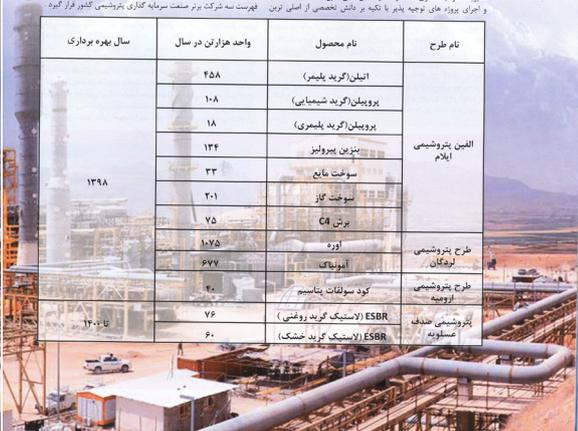 و اجرای پروژه های توجیه پذیر با تکیه بر دانش تخصصی از اصلی ترین
فهرست سه شرکت برتر صنعت سرمایه گذاری پتروشیمی کشور قرار گیرد.
نام طرح نام محصول واحد هزارتن در سال سال بهره برداری
الفین پتروشیمی ایلام
اتیلن(گرید پلیمر) ۴۵۸
پروپیلن(گرید شیمیایی) ۱۰۸
پروپیلن(گرید پلیمری) ۱۸
بنزین پیرولیز ۱۳۴
سوخت مایع ۳۳
سوخت گاز ۲۰۱
برش C4 ۷۵
۱۳۹۸
طرح پتروشیمی لردگان
اوره ۱۰۷۵
آمونیاک ۶۷۷
طرح پتروشیمی ارومیه
کود سولفات پتاسیم ۴۰
پتروشیمی صدف عسلویه
ESBR (لاستیک گرید روغنی) ۷۶
ESBR (لاستیک گرید خشک) ۶۰
تا ۱۴۰۰